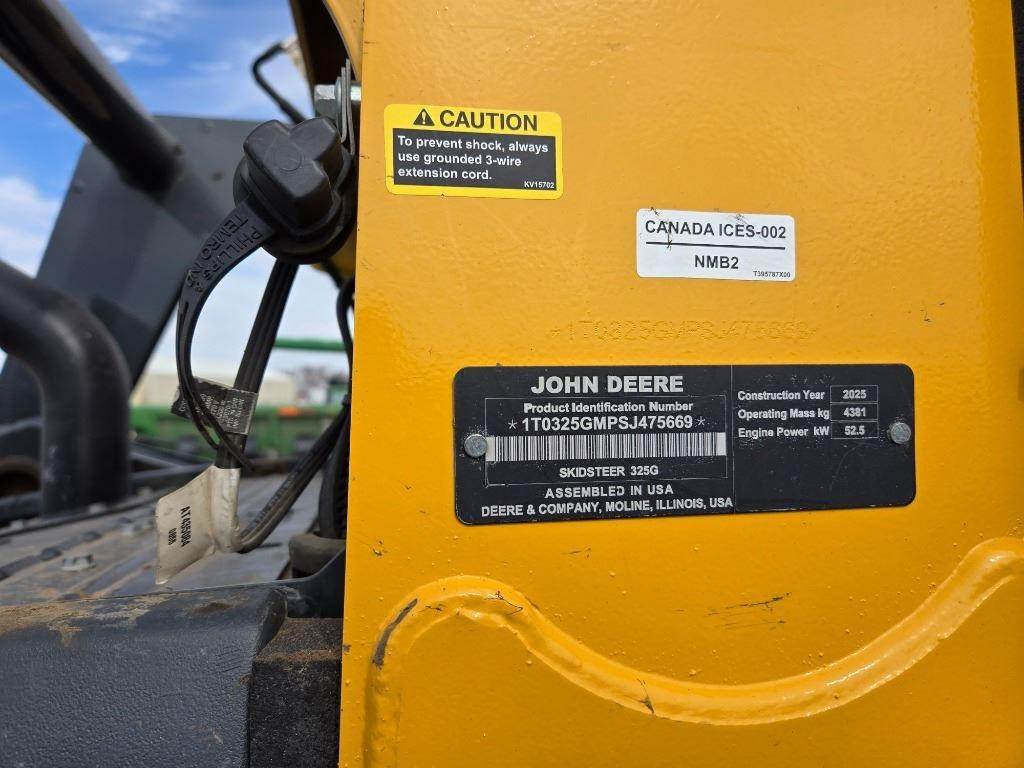 CAUTION
To prevent shock, always
use grounded 3-wire
extension cord.
KV15702
CANADA ICES-002
NMB2
T395787X00
*1T0325GMPSJ475669*
JOHN DEERE
Product Identification Number
*1T0325GMPSJ475669*
SKIDSTEER 325G
ASSEMBLED IN USA
DEERE & COMPANY, MOLINE, ILLINOIS, USA
Construction Year 2025
Operating Mass kg 4381
Engine Power kW 52.5
PHILLIPS &
TEMRO IND